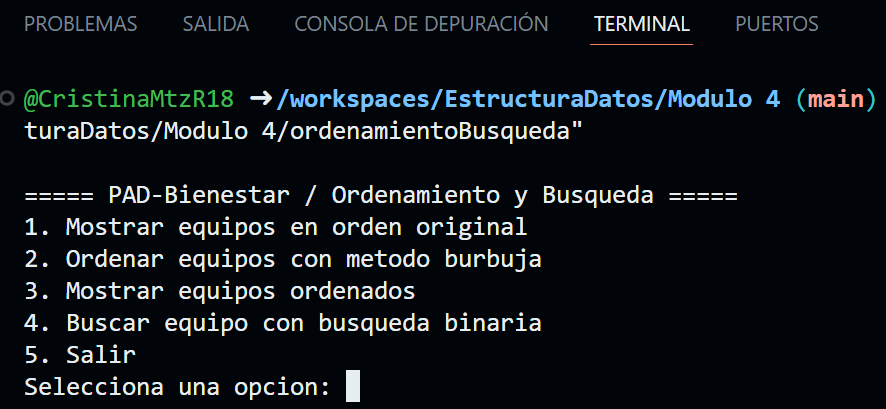 PROBLEMAS SALIDA CONSOLA DE DEPURACIÓN TERMINAL PUERTOS
@CristinaMtzR18 ➜/workspaces/EstructuraDatos/Modulo 4 (main)
turaDatos/Modulo 4/ordenamientoBusqueda"
===== PAD-Bienestar / Ordenamiento y Busqueda =====
1. Mostrar equipos en orden original
2. Ordenar equipos con metodo burbuja
3. Mostrar equipos ordenados
4. Buscar equipo con busqueda binaria
5. Salir
Selecciona una opcion: